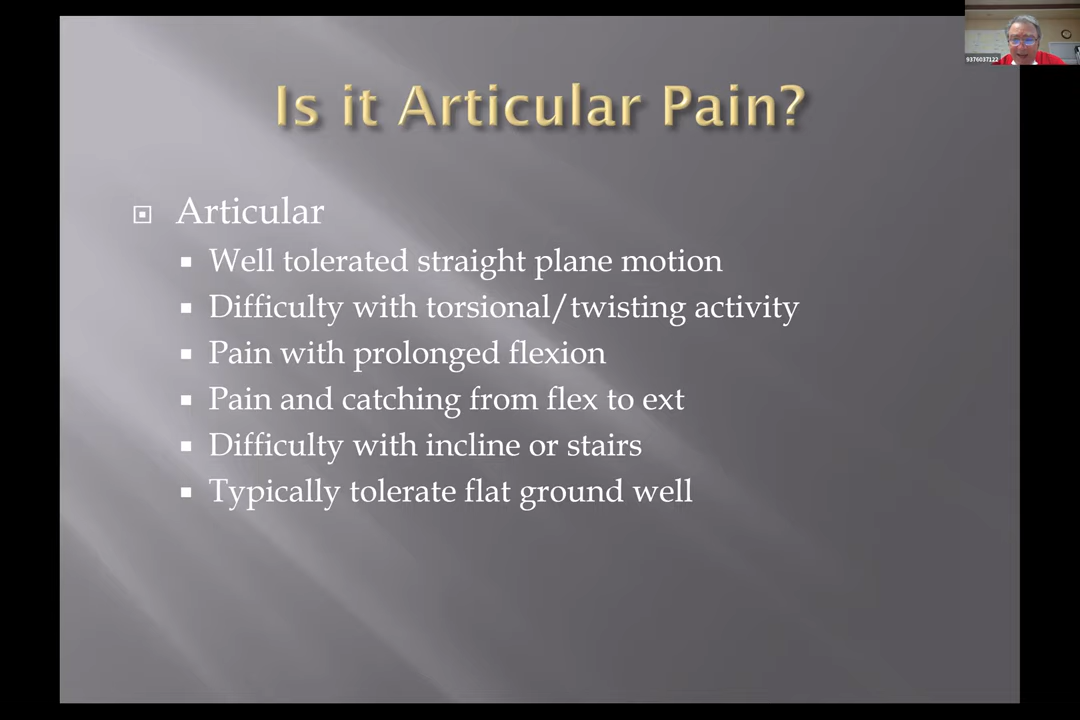 9376037122
Is it Articular Pain?
Articular
Well tolerated straight plane motion
Difficulty with torsional/twisting activity
Pain with prolonged flexion
Pain and catching from flex to ext
Difficulty with incline or stairs
Typically tolerate flat ground well